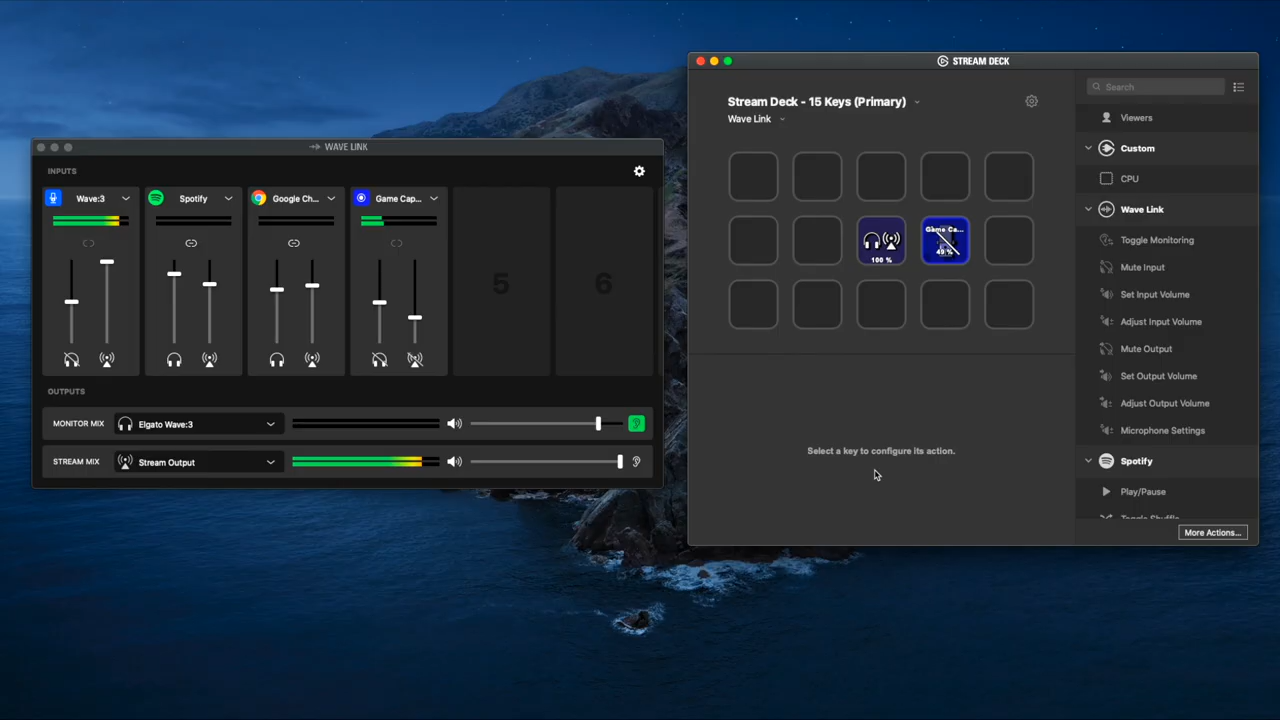 WAVE LINK
INPUTS
Wave:3
Spotify
Google Ch...
Game Cap...
5
6
OUTPUTS
MONITOR MIX
Elgato Wave:3
STREAM MIX
Stream Output
STREAM DECK
Stream Deck - 15 Keys (Primary)
Wave Link
100 %
Game Ca...
Select a key to configure its action.
Search
Viewers
Custom
CPU
Wave Link
Toggle Monitoring
Mute Input
Set Input Volume
Adjust Input Volume
Mute Output
Set Output Volume
Adjust Output Volume
Microphone Settings
Spotify
Play/Pause
Toggle Shuffle
More Actions...